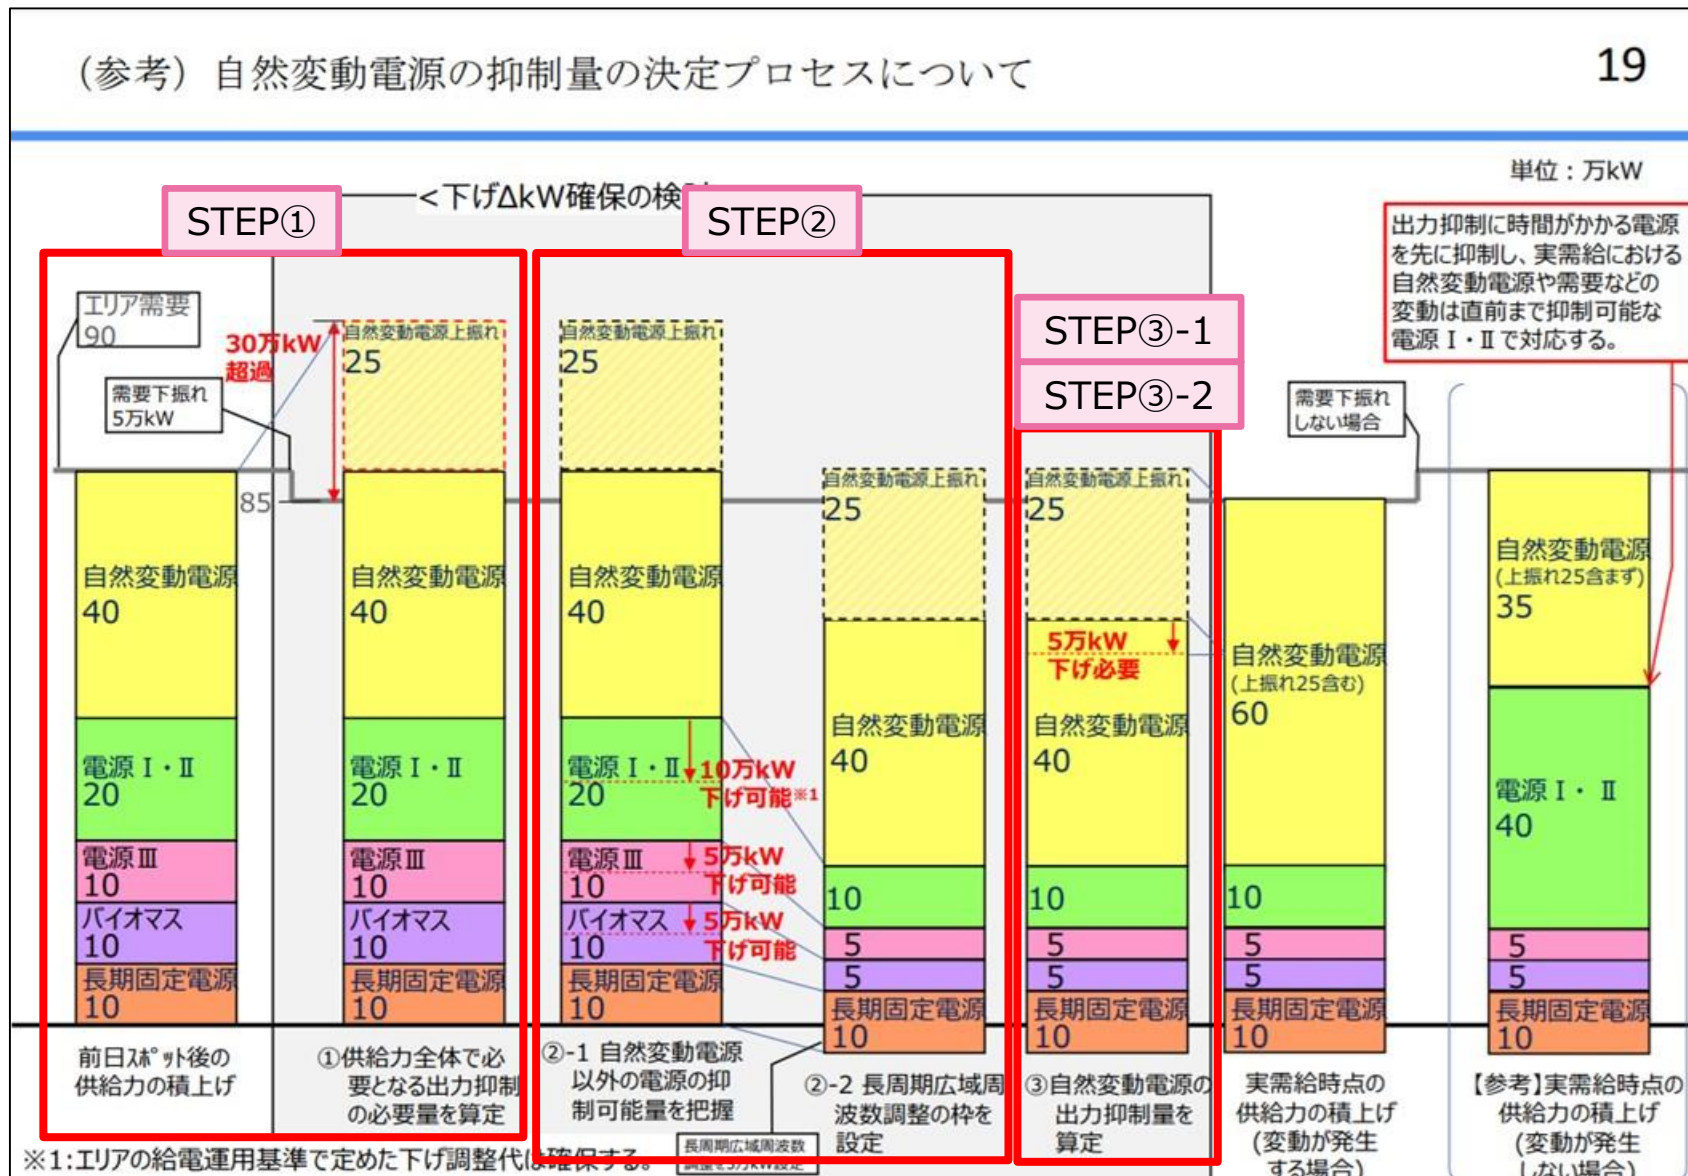 (参考) 自然変動電源の抑制量の決定プロセスについて
19
単位：万kW
<下げΔkW確保の検
STEP①
STEP②
STEP③-1
STEP③-2
出力抑制に時間がかかる電源
を先に抑制し、実需給における
自然変動電源や需要などの
変動は直前まで抑制可能な
電源Ⅰ・Ⅱで対応する。
エリア需要
90
需要下振れ
5万kW
30万kW
超過
85
需要下振れ
しない場合
自然変動電源
40
電源Ⅰ・Ⅱ
20
電源Ⅲ
10
バイオマス
10
長期固定電源
10
前日スポット後の
供給力の積上げ
自然変動電源上振れ
25
自然変動電源
40
電源Ⅰ・Ⅱ
20
電源Ⅲ
10
バイオマス
10
長期固定電源
10
①供給力全体で必
要となる出力抑制
の必要量を算定
自然変動電源上振れ
25
自然変動電源
40
電源Ⅰ・Ⅱ
20
10万kW
下げ可能※1
電源Ⅲ
10
5万kW
下げ可能
バイオマス
10
5万kW
下げ可能
長期固定電源
10
②-1 自然変動電源
以外の電源の抑
制可能量を把握
自然変動電源上振れ
25
自然変動電源
40
10
5
5
長期固定電源
10
②-2 長周期広域周
波数調整の枠を
設定
自然変動電源上振れ
25
5万kW
下げ必要
自然変動電源
40
10
5
5
長期固定電源
10
③自然変動電源の
出力抑制量を
算定
自然変動電源
(上振れ25含む)
60
10
5
5
長期固定電源
10
実需給時点の
供給力の積上げ
(変動が発生
する場合)
自然変動電源
(上振れ25含まず)
35
電源Ⅰ・Ⅱ
40
5
5
長期固定電源
10
【参考】実需給時点の
供給力の積上げ
(変動が発生
しない場合)
長周期広域周波数
調整を5万kW設定
※1:エリアの給電運用基準で定めた下げ調整代は確保する。